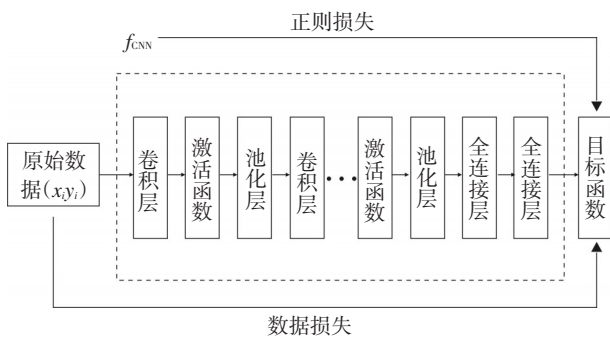 正则损失
fCNN
原始数
据(xiyi)
卷积层
激活函数
池化层
卷积层
•••
激活函数
池化层
全连接层
全连接层
目标函数
数据损失